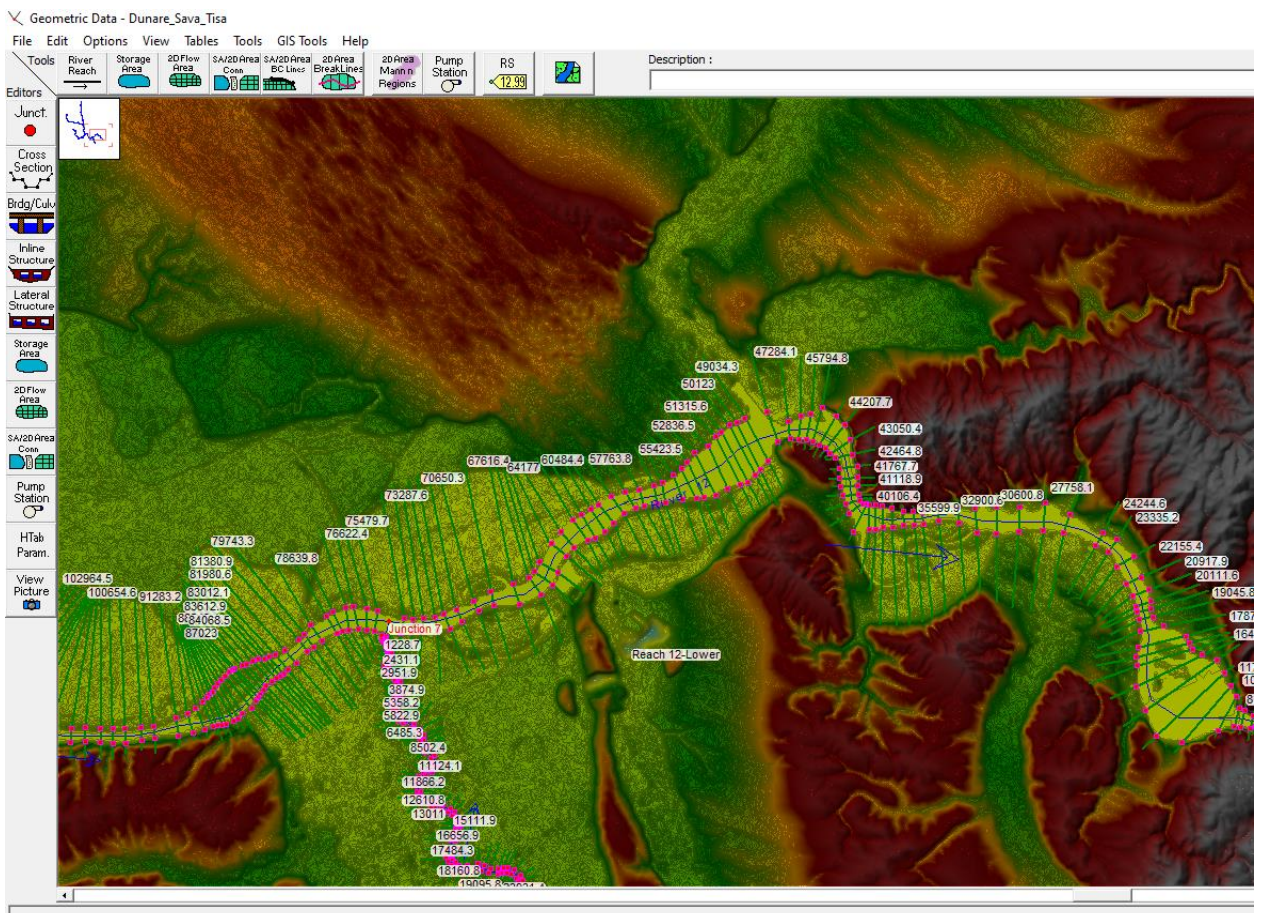 Geometric Data - Dunare_Sava_Tisa
File Edit Options View Tables Tools GIS Tools Help
Tools
Editors
River
Reach
Storage
Area
2D Flow
Area
SA/2D Area
Conn
SA/2D Area
BC Lines
2D Area
BreakLines
2D Area
Mann n
Regions
Pump
Station
RS
12.99
Description :
Junct.
Cross
Section
Brdg/Culv
Inline
Structure
Lateral
Structure
Storage
Area
2D Flow
Area
SA/2D Area
Conn
Pump
Station
HTab
Param.
View
Picture
47284.1
45794.8
49034.3
50123
51315.6
52836.5
55423.5
57763.8
60484.4
64177
67616.4
70650.3
73287.6
75479.7
76622.4
78639.8
79743.3
81380.9
81980.6
83012.1
83612.9
84068.5
87023
91283.2
100654.6
102964.5
44207.7
43050.4
42464.8
41767.7
41118.9
40106.4
35599.9
32900.6
30600.8
27758.1
24244.6
23335.2
22155.4
20917.9
20111.6
19045.8
Junction 7
Reach 12-Lower
1228.7
2431.1
2951.9
3874.9
5358.2
5822.9
6485.3
8502.4
11124.1
11866.2
12610.8
13011
15111.9
16656.9
17484.3
18160.8
19095.8